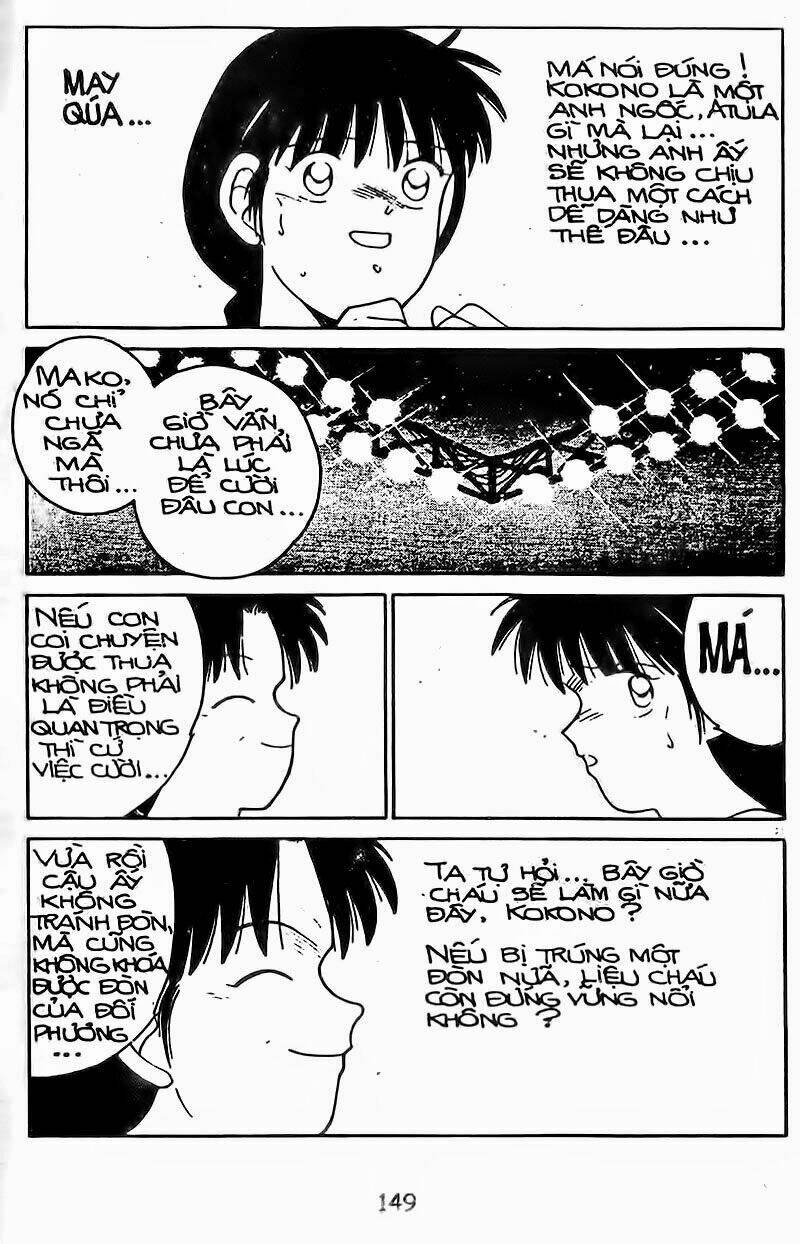 MAY
QÚA...
MÁ NÓI ĐÚNG!
KOKONO LÀ MỘT
ANH NGỐC, ATULA
GÌ MÀ LẠI...
NHƯNG ANH ẤY
SẼ KHÔNG CHỊU
THUA MỘT CÁCH
DỄ DÀNG NHƯ
THẾ ĐÂU...
MAKO,
NÓ CHỈ
CHƯA
NGÃ
MÀ
THÔI...
BÂY
GIỜ VẪN
CHƯA PHẢI
LÀ LÚC
ĐỂ CƯỜI
ĐÂU CON...
NẾU CON
COI CHUYỆN
ĐƯỢC THUA
KHÔNG PHẢI
LÀ ĐIỀU
QUAN TRỌNG
THÌ CỨ
VIỆC CƯỜI...
MÁ...
VƯÀ RỒI
CẬU ẤY
KHÔNG
TRÁNH ĐÒN,
MÀ CŨNG
KHÔNG KHÓA
ĐƯỢC ĐÒN
CỦA ĐỐI
PHƯƠNG
...
TA TỰ HỎI... BÂY GIỜ
CHÁU SẼ LÀM GÌ NỮA
ĐÂY, KOKONO?
NẾU BỊ TRÚNG MỘT
ĐÒN NỮA, LIỆU CHÁU
CÒN ĐỨNG VỮNG NỔI
KHÔNG?
149